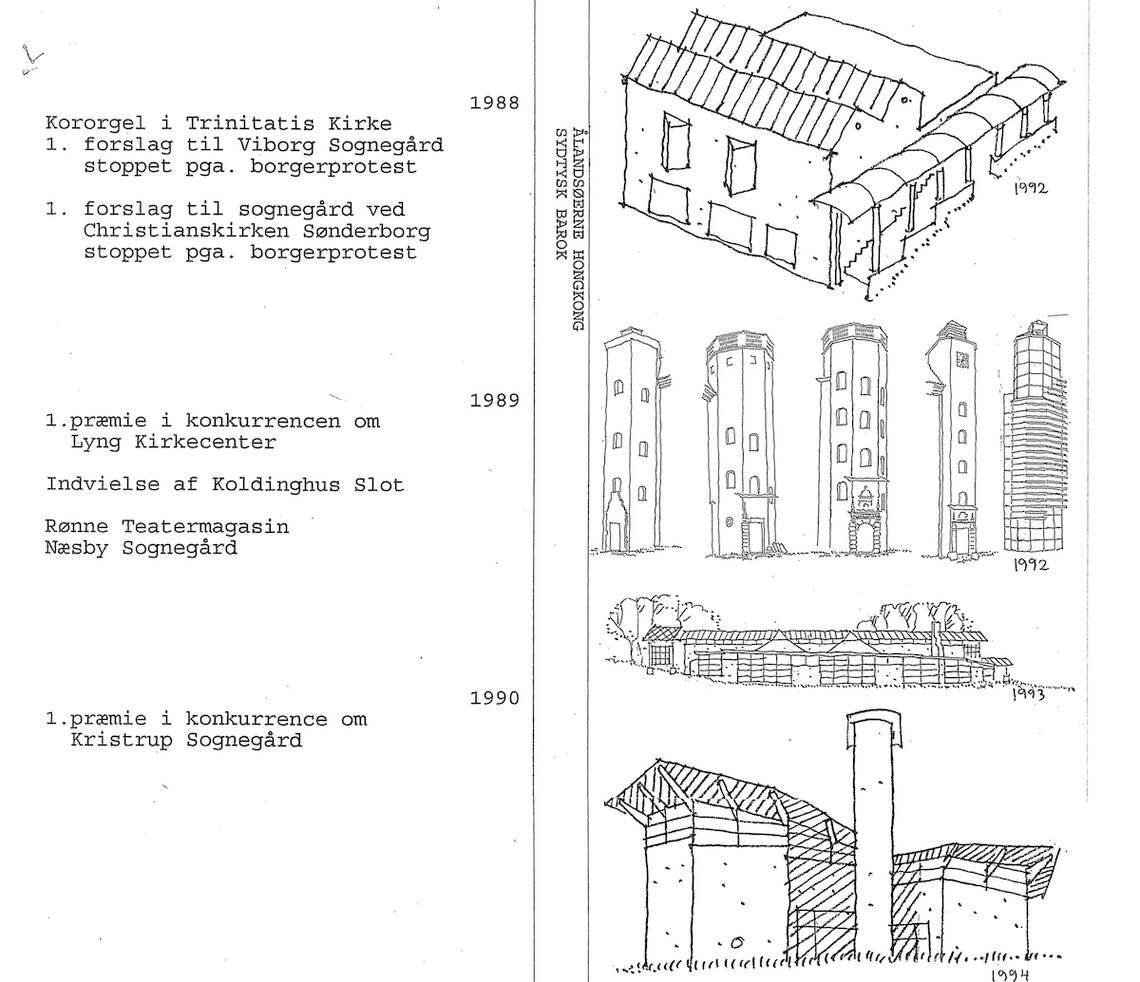 1988
Kororgel i Trinitatis Kirke
1. forslag til Viborg Sognegård
stoppet pga. borgerprotest
1. forslag til sognegård ved
Christianskirken Sønderborg
stoppet pga. borgerprotest
1989
1.præmie i konkurrencen om
Lyng Kirkecenter
Indvielse af Koldinghus Slot
Rønne Teatermagasin
Næsby Sognegård
1990
1.præmie i konkurrence om
Kristrup Sognegård
ÅLANDSØERNE HONGKONG
SYDTYSK BAROK
1992
1992
1993
1994